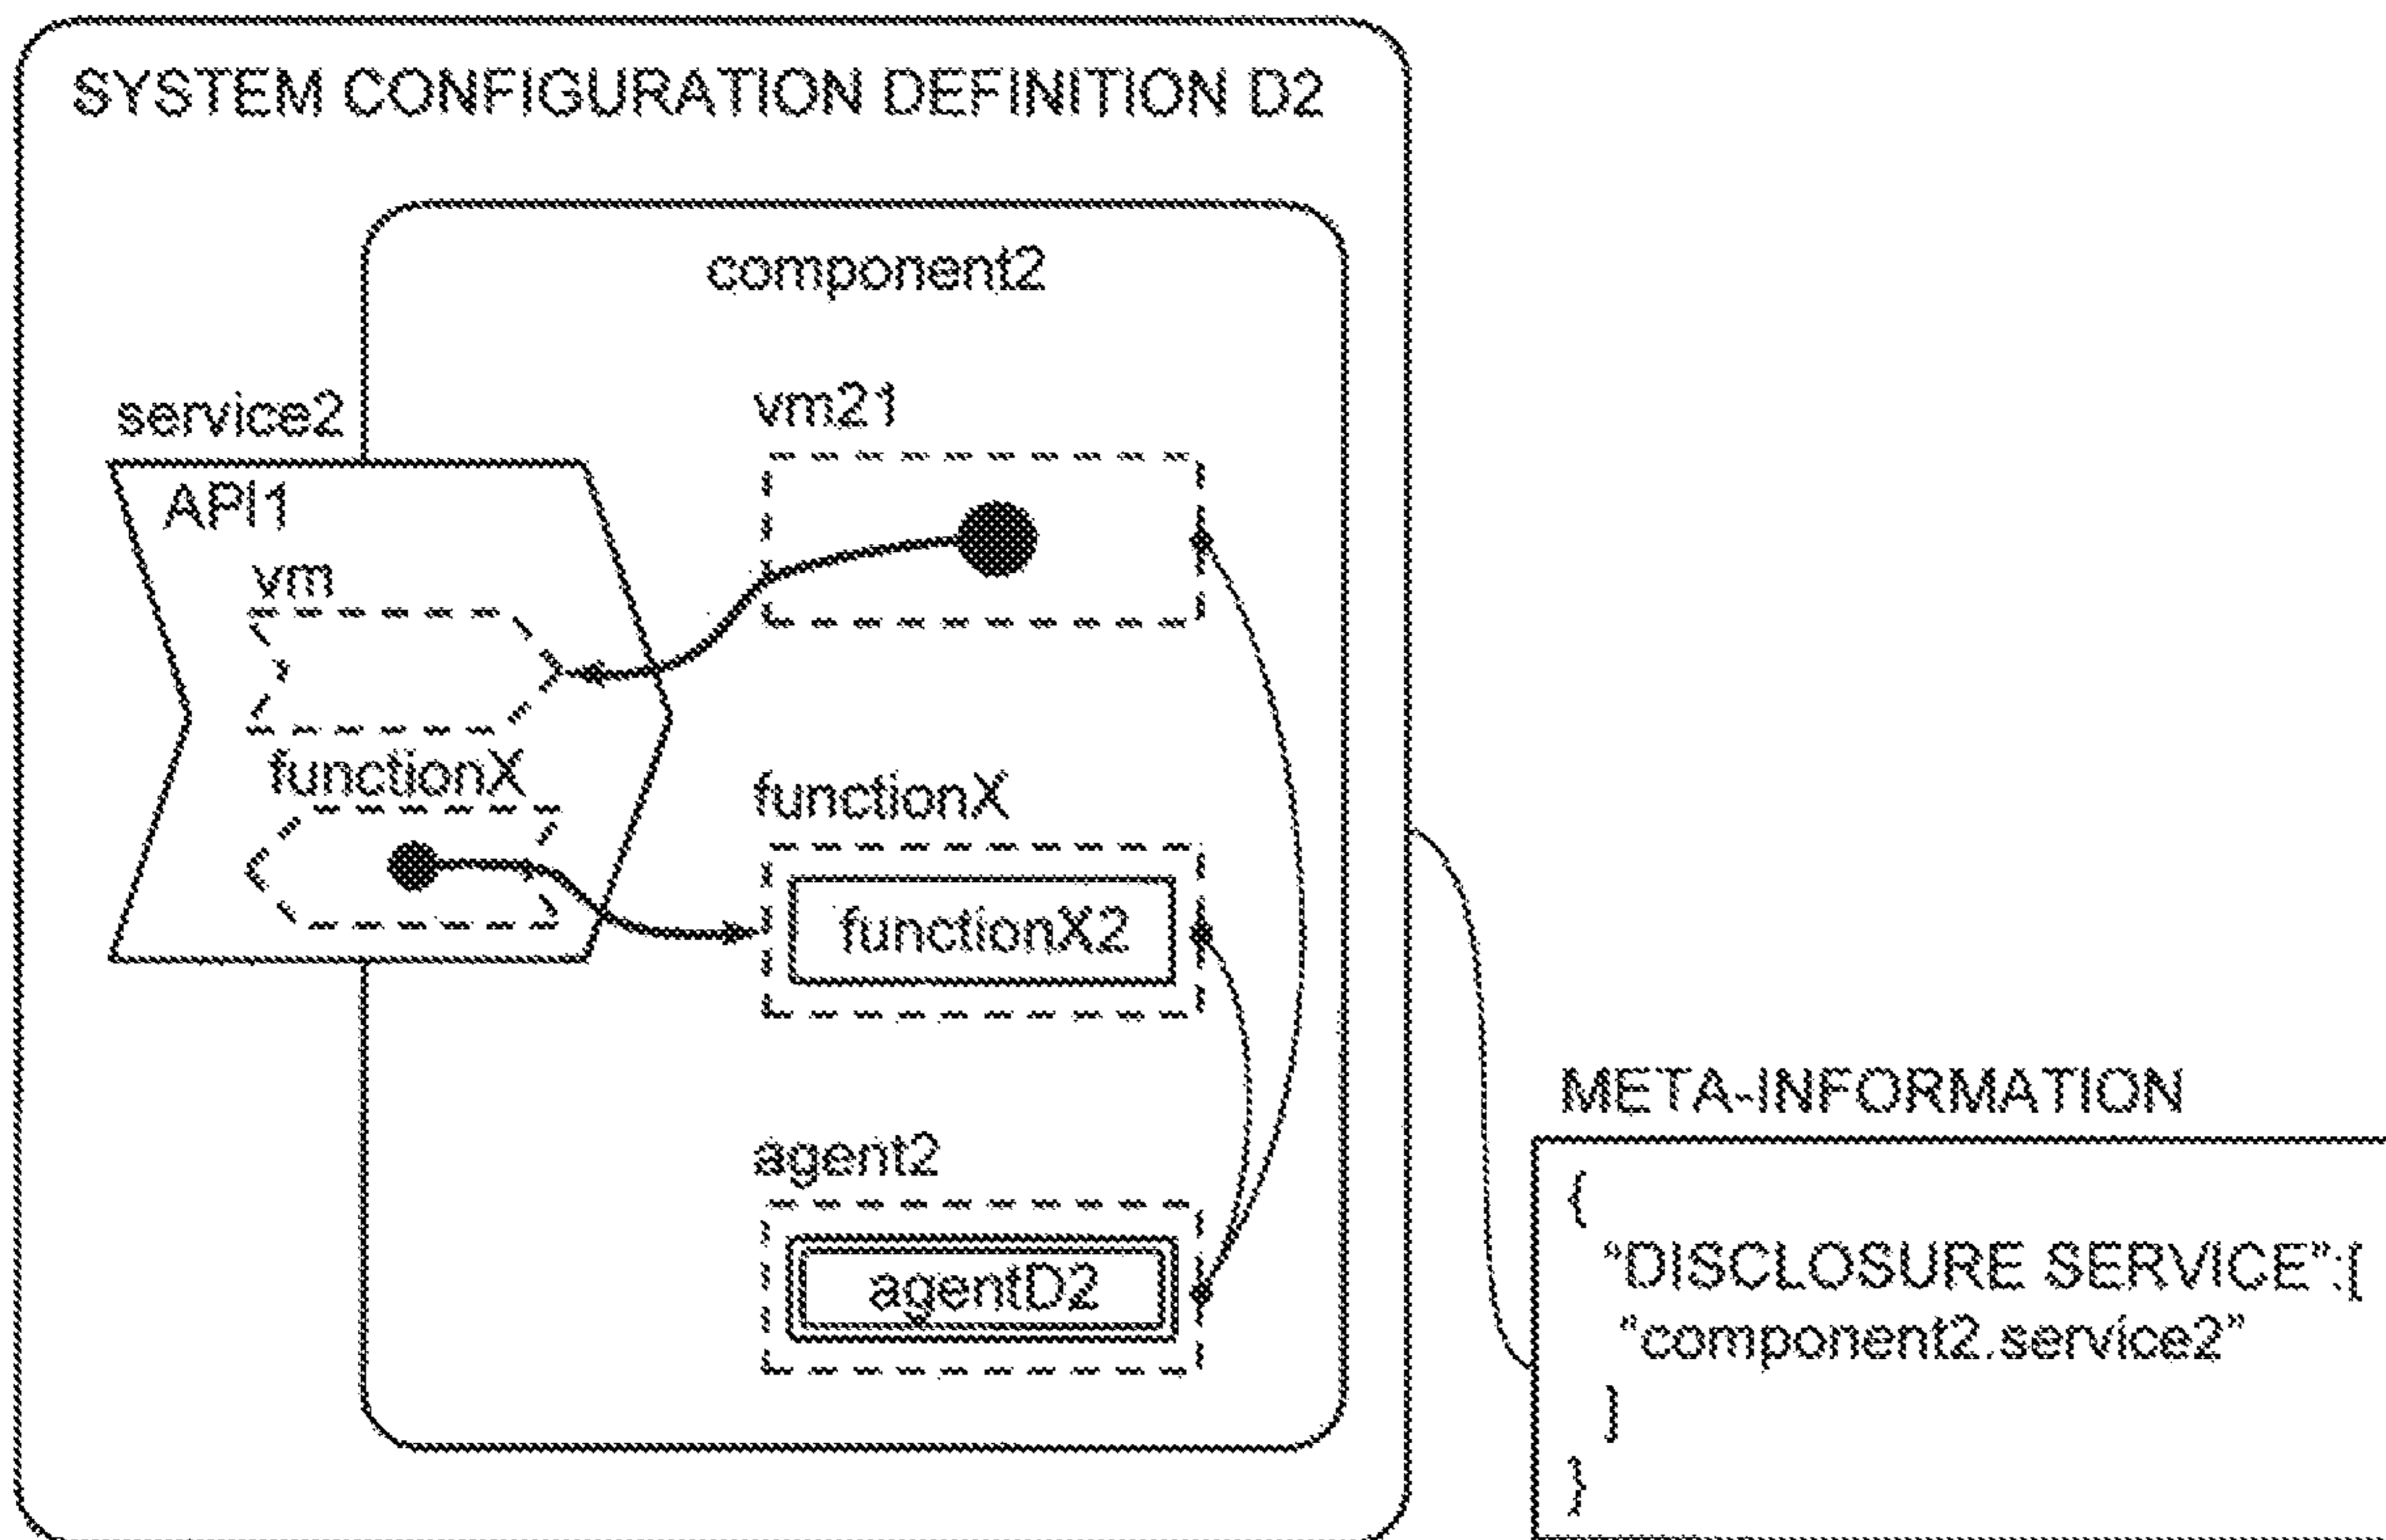 SYSTEM CONFIGURATION DEFINITION D2
component2
service2
vm21
API1
vm
functionX
functionX
functionX2
agent2
agentD2
META-INFORMATION
{
"DISCLOSURE SERVICE":[
"component2.service2"
]
}